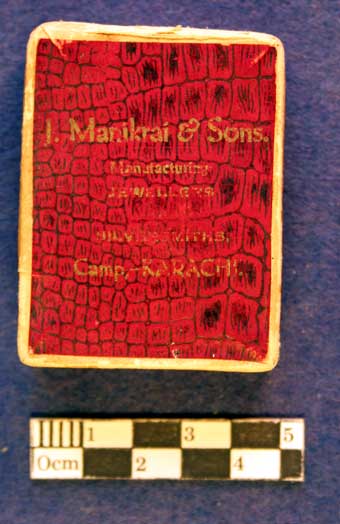 J. Manikrai & Sons.
Manufacturing
JEWELLERS
SILVERSMITHS,
Camp.-KARACHI.
1 3 5
0cm 2 4